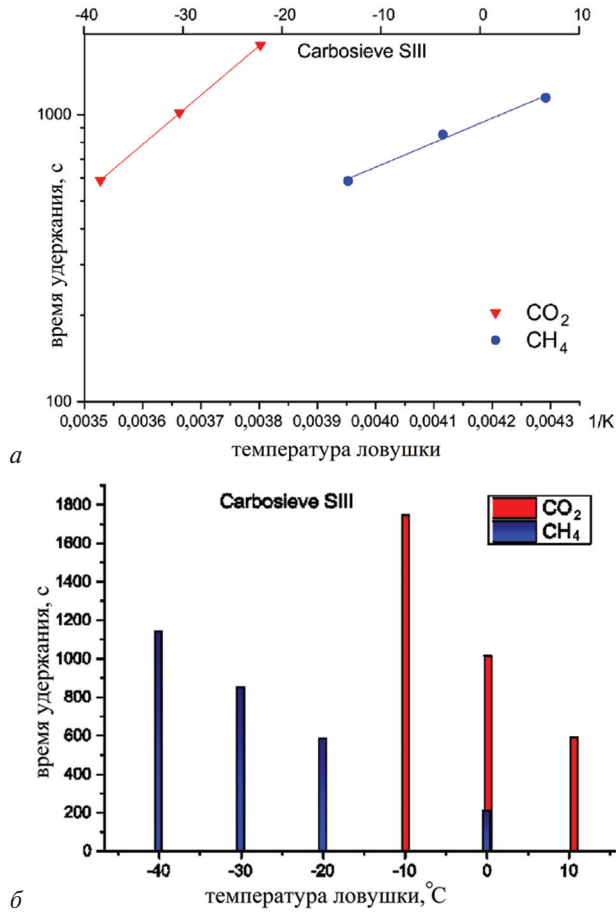 -40 -30 -20 -10 0 10
Carbosieve SIII
время удержания, с
1000
100
CO₂
CH₄
0,0035 0,0036 0,0037 0,0038 0,0039 0,0040 0,0041 0,0042 0,0043 1/K
температура ловушки
а
Carbosieve SIII
CO₂
CH₄
время удержания, с
1800
1600
1400
1200
1000
800
600
400
200
0
-40 -30 -20 -10 0 10
температура ловушки,°С
б